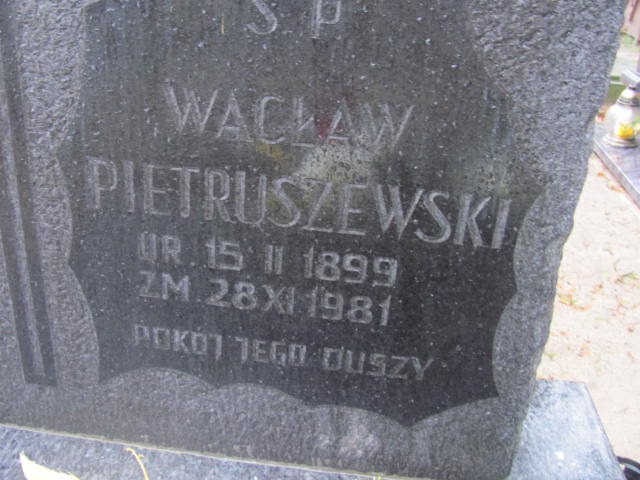 Ś P
WACŁAW
PIETRUSZEWSKI
UR 15 II 1899
ZM 28 XI 1981
POKÓJ JEGO DUSZY